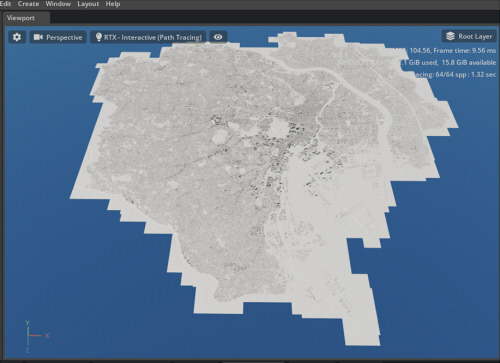 Edit Create Window Layout Help
Viewport
Perspective RTX - Interactive (Path Tracing) Root Layer
104.56, Frame time: 9.56 ms
GiB used, 15.8 GiB available
64/64 spp: 1.32 sec
Y
X
Z